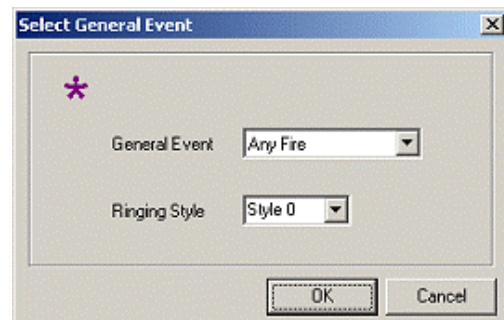 Select General Event
General Event Any Fire
Ringing Style Style 0
OK Cancel